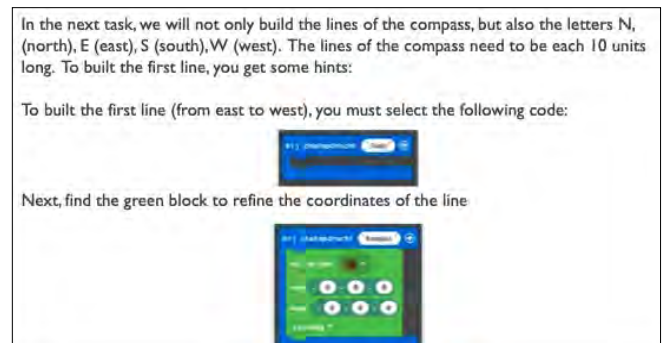 In the next task, we will not only build the lines of the compass, but also the letters N,
(north), E (east), S (south), W (west). The lines of the compass need to be each 10 units
long. To built the first line, you get some hints:
To built the first line (from east to west), you must select the following code:
Next, find the green block to refine the coordinates of the line